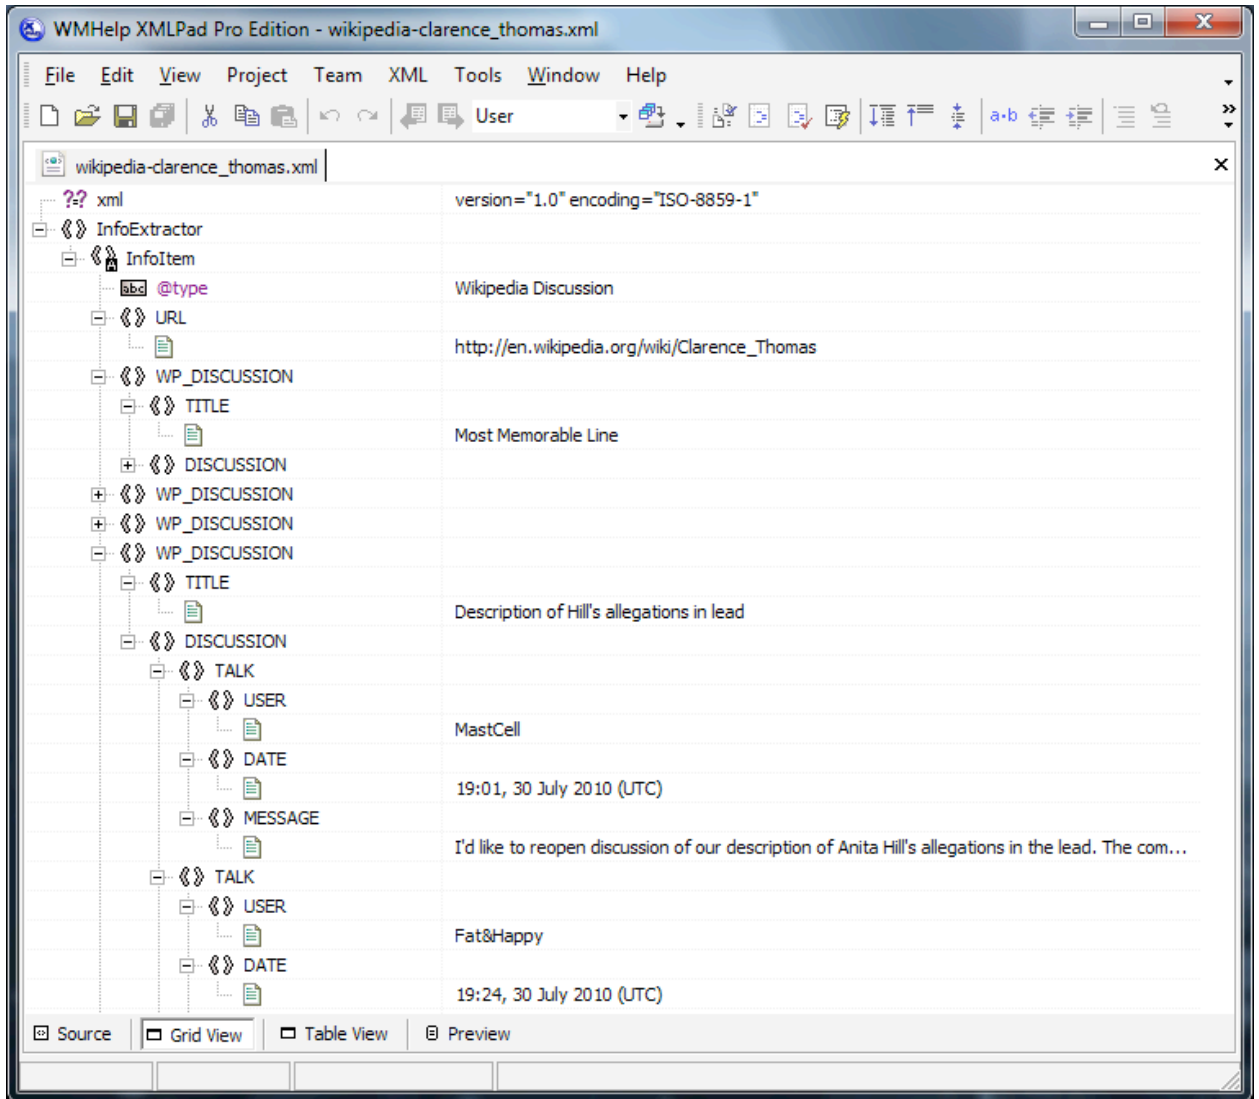 WMHelp XMLPad Pro Edition - wikipedia-clarence_thomas.xml
File Edit View Project Team XML Tools Window Help
User a·b
wikipedia-clarence_thomas.xml
?=? xml version="1.0" encoding="ISO-8859-1"
InfoExtractor
InfoItem
abc @type Wikipedia Discussion
URL
http://en.wikipedia.org/wiki/Clarence_Thomas
WP_DISCUSSION
TITLE
Most Memorable Line
DISCUSSION
WP_DISCUSSION
WP_DISCUSSION
WP_DISCUSSION
TITLE
Description of Hill's allegations in lead
DISCUSSION
TALK
USER
MastCell
DATE
19:01, 30 July 2010 (UTC)
MESSAGE
I'd like to reopen discussion of our description of Anita Hill's allegations in the lead. The com...
TALK
USER
Fat&Happy
DATE
19:24, 30 July 2010 (UTC)
Source Grid View Table View Preview